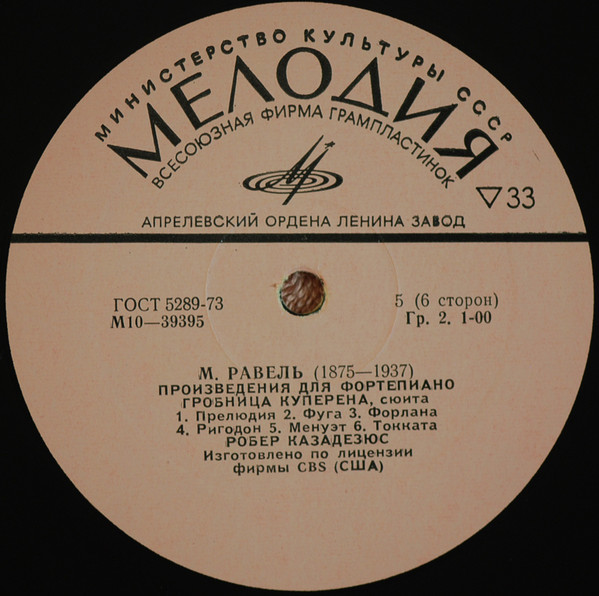 МИНИСТЕРСТВО КУЛЬТУРЫ СССР
МЕЛОДИЯ
ВСЕСОЮЗНАЯ ФИРМА ГРАМПЛАСТИНОК
▽33
АПРЕЛЕВСКИЙ ОРДЕНА ЛЕНИНА ЗАВОД
ГОСТ 5289-73
М10—39395
5 (6 сторон)
Гр. 2. 1-00
М. РАВЕЛЬ (1875—1937)
ПРОИЗВЕДЕНИЯ ДЛЯ ФОРТЕПИАНО
ГРОБНИЦА КУПЕРЕНА, сюита
1. Прелюдия 2. Фуга 3. Форлана
4. Ригодон 5. Менуэт 6. Токката
РОБЕР КАЗАДЕЗЮС
Изготовлено по лицензии
фирмы CBS (США)